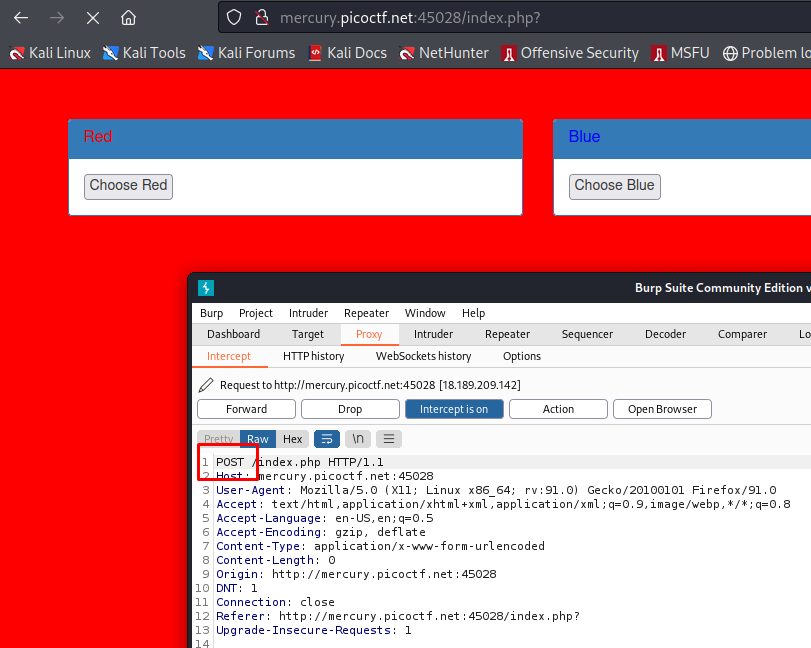 mercury.picoctf.net:45028/index.php?
Kali Linux Kali Tools Kali Forums Kali Docs NetHunter Offensive Security MSFU Problem lo
Red Blue
Choose Red Choose Blue
Burp Suite Community Edition v
Burp Project Intruder Repeater Window Help
Dashboard Target Proxy Intruder Repeater Sequencer Decoder Comparer Lo
Intercept HTTP history WebSockets history Options
Request to http://mercury.picoctf.net:45028 [18.189.209.142]
Forward Drop Intercept is on Action Open Browser
Pretty Raw Hex \n
1 POST /index.php HTTP/1.1
2 Host: mercury.picoctf.net:45028
3 User-Agent: Mozilla/5.0 (X11; Linux x86_64; rv:91.0) Gecko/20100101 Firefox/91.0
4 Accept: text/html,application/xhtml+xml,application/xml;q=0.9,image/webp,*/*;q=0.8
5 Accept-Language: en-US,en;q=0.5
6 Accept-Encoding: gzip, deflate
7 Content-Type: application/x-www-form-urlencoded
8 Content-Length: 0
9 Origin: http://mercury.picoctf.net:45028
10 DNT: 1
11 Connection: close
12 Referer: http://mercury.picoctf.net:45028/index.php?
13 Upgrade-Insecure-Requests: 1
14